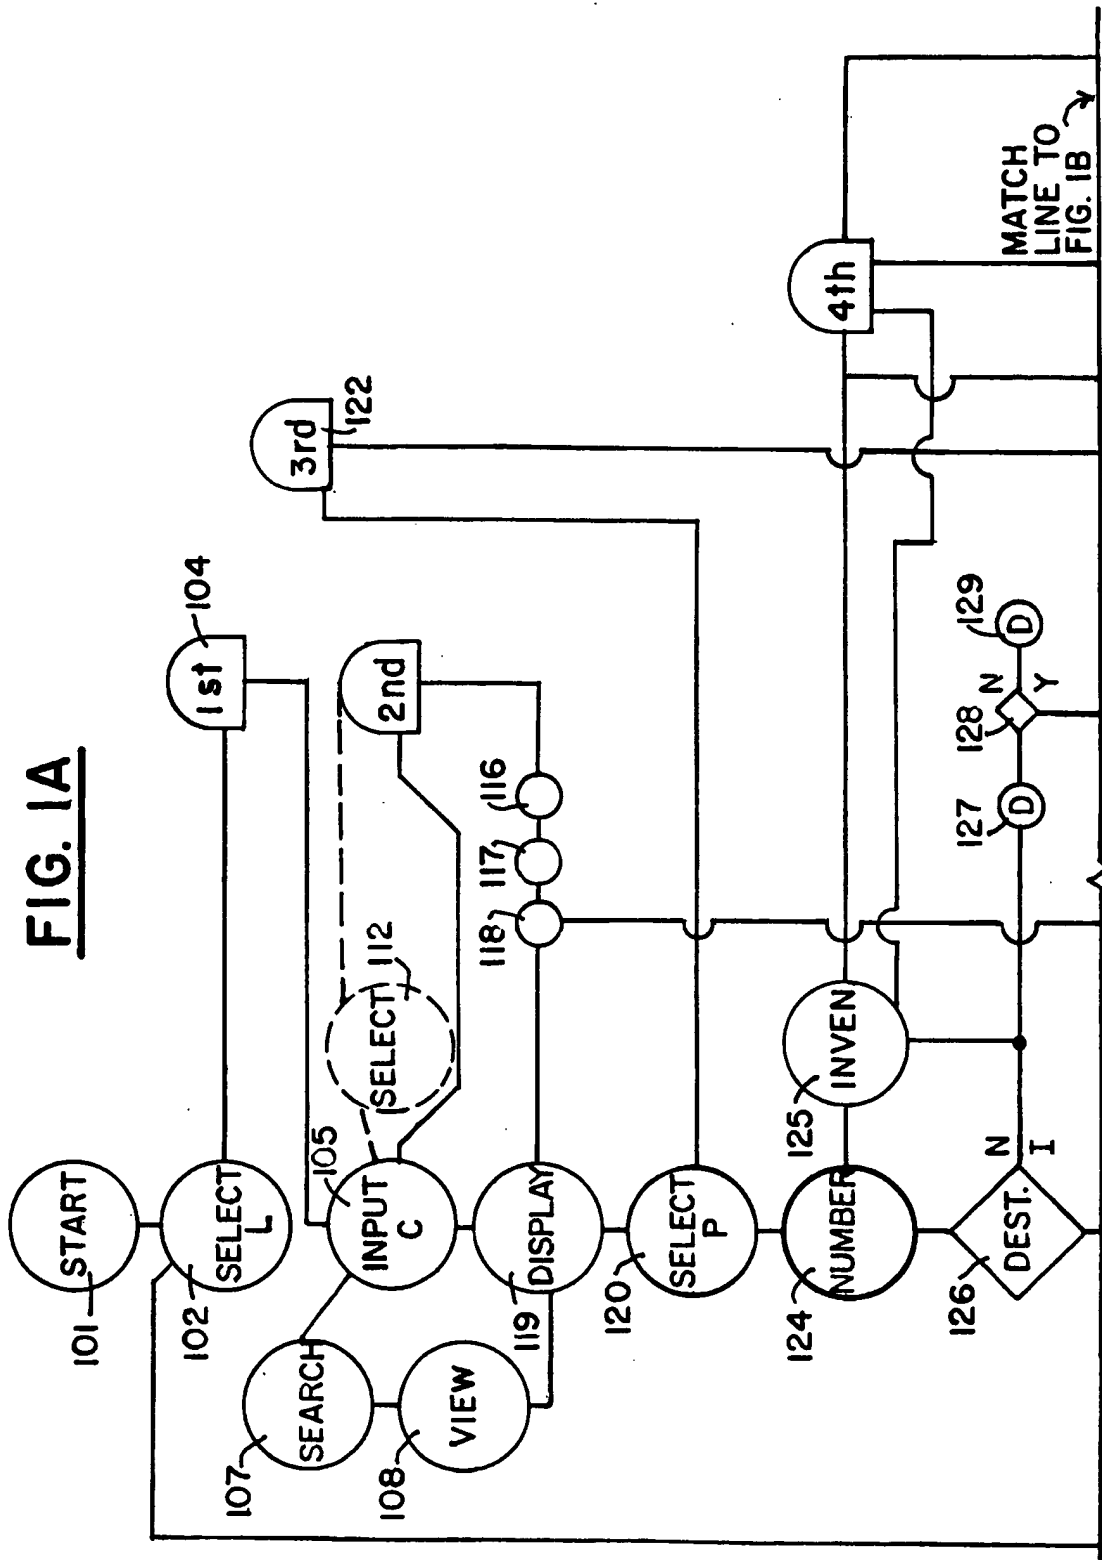 FIG. 1A
START
101
SELECT
L
102
1st
104
INPUT
C
105
SEARCH
107
VIEW
108
SELECT
112
2nd
116
117
118
DISPLAY
119
SELECT
P
120
3rd
122
NUMBER
124
INVEN
125
4th
DEST.
126
N
I
D
127
128
N
Y
D
129
MATCH
LINE TO
FIG. 1B